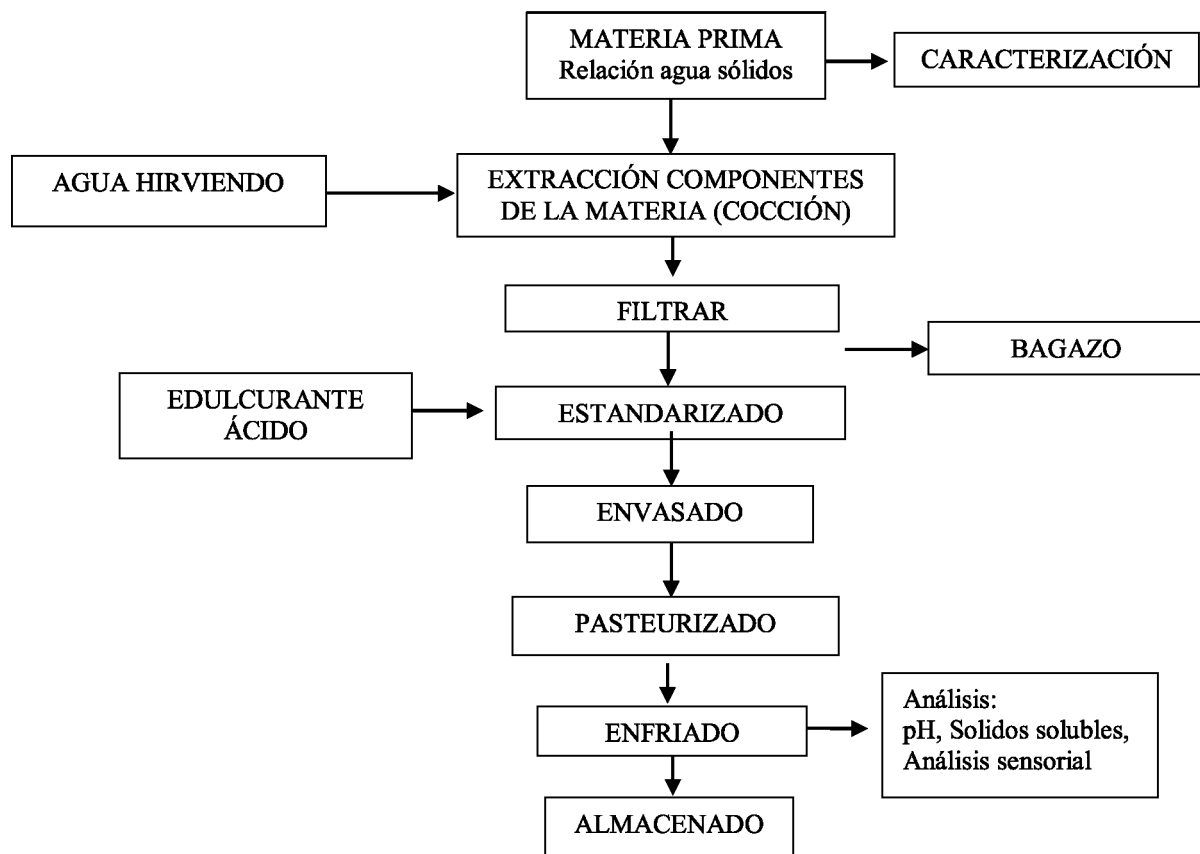 MATERIA PRIMA
Relación agua sólidos
CARACTERIZACIÓN
AGUA HIRVIENDO
EXTRACCIÓN COMPONENTES
DE LA MATERIA (COCCIÓN)
FILTRAR
BAGAZO
EDULCURANTE
ÁCIDO
ESTANDARIZADO
ENVASADO
PASTEURIZADO
ENFRIADO
Análisis:
pH, Solidos solubles,
Análisis sensorial
ALMACENADO